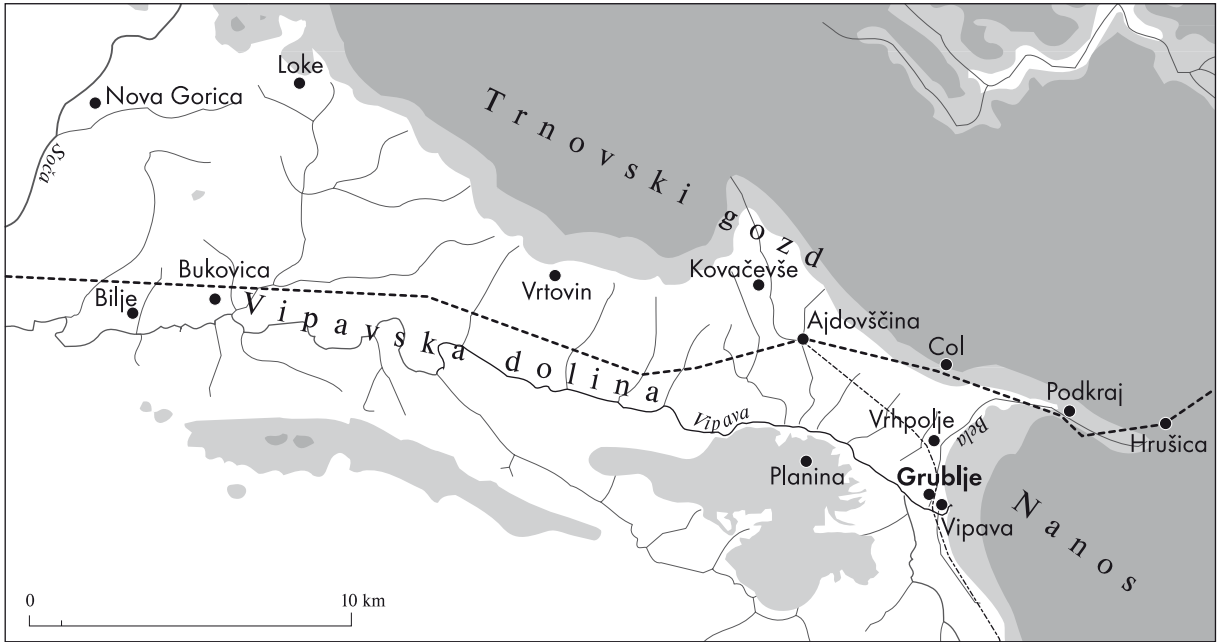 Loke
Nova Gorica
Soča
Trnovski gozd
Bukovica
Bilje
Kovačevše
Vrtovin
Vipavska dolina
Ajdovščina
Col
Podkraj
Hrušica
Vipava
Vrhpolje
Bela
Planina
Grublje
Vipava
Nanos
0 10 km